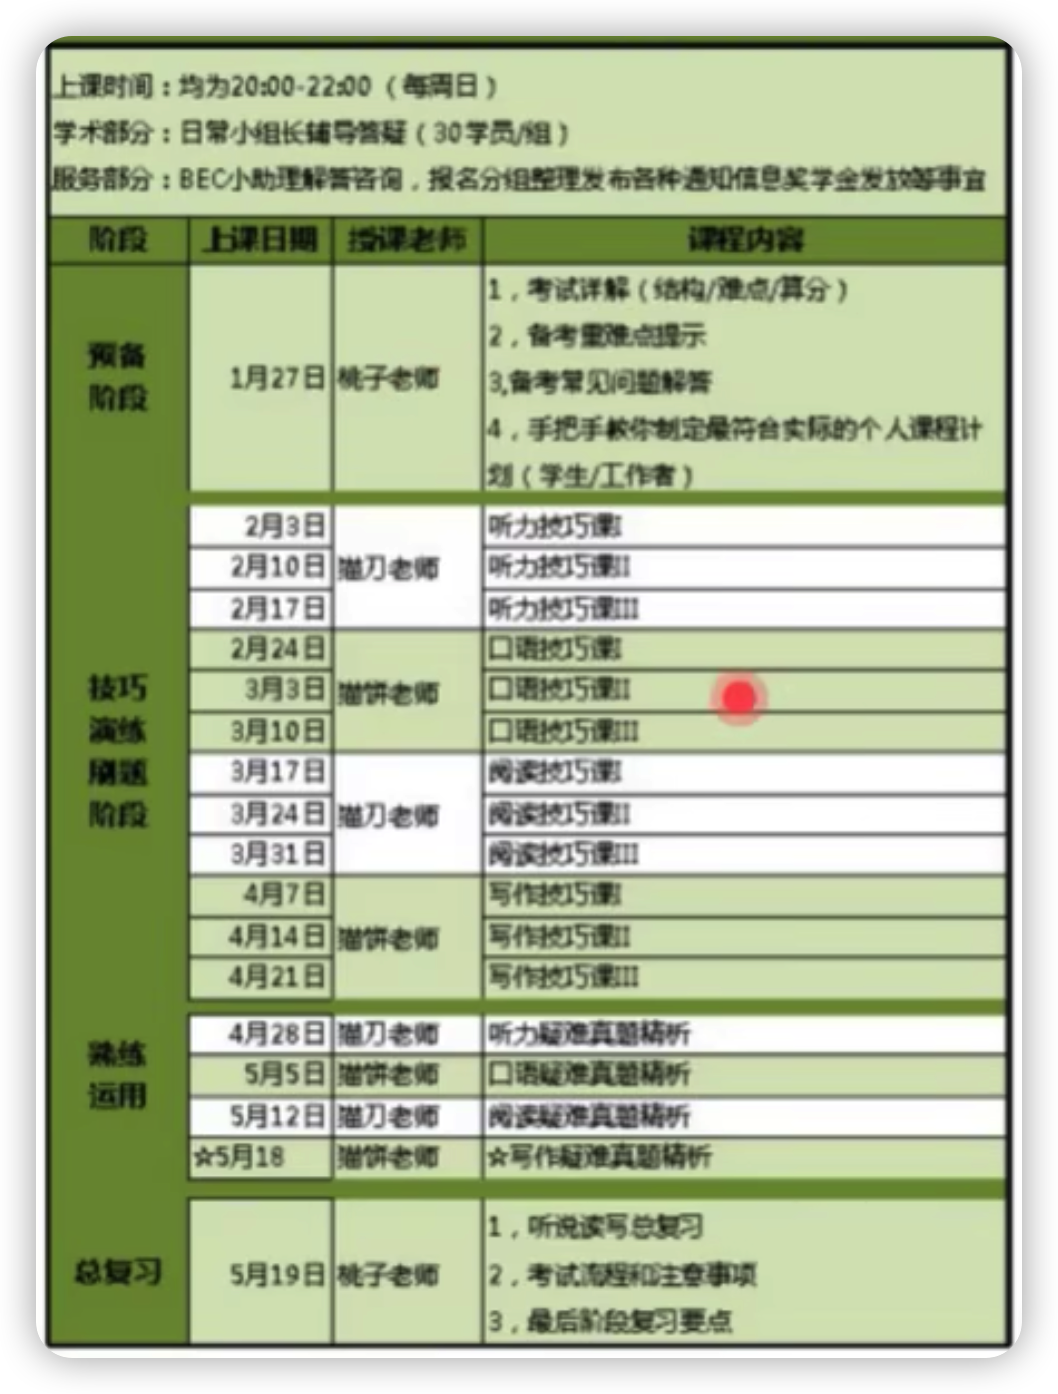 上课时间：均为20:00-22:00（每周日）
学术部分：日常小组长辅导答疑（30学员/组）
服务部分：BEC小助理解答咨询，报名分组整理发布各种通知信息奖学金发放等事宜
阶段 上课日期 授课老师 课程内容
预备
阶段
1月27日 桃子老师
1，考试详解（结构/难点/算分）
2，备考重难点提示
3,备考常见问题解答
4，手把手教你制定最符合实际的个人课程计
划（学生/工作者）
技巧
演练
刷题
阶段
2月3日 猫刀老师 听力技巧课I
2月10日 听力技巧课II
2月17日 听力技巧课III
2月24日 猫饼老师 口语技巧课I
3月3日 口语技巧课II
3月10日 口语技巧课III
3月17日 猫刀老师 阅读技巧课I
3月24日 阅读技巧课II
3月31日 阅读技巧课III
4月7日 猫饼老师 写作技巧课I
4月14日 写作技巧课II
4月21日 写作技巧课III
熟练
运用
4月28日 猫刀老师 听力疑难真题精析
5月5日 猫饼老师 口语疑难真题精析
5月12日 猫刀老师 阅读疑难真题精析
☆5月18 猫饼老师 ☆写作疑难真题精析
总复习
5月19日 桃子老师
1，听说读写总复习
2，考试流程和注意事项
3，最后阶段复习要点